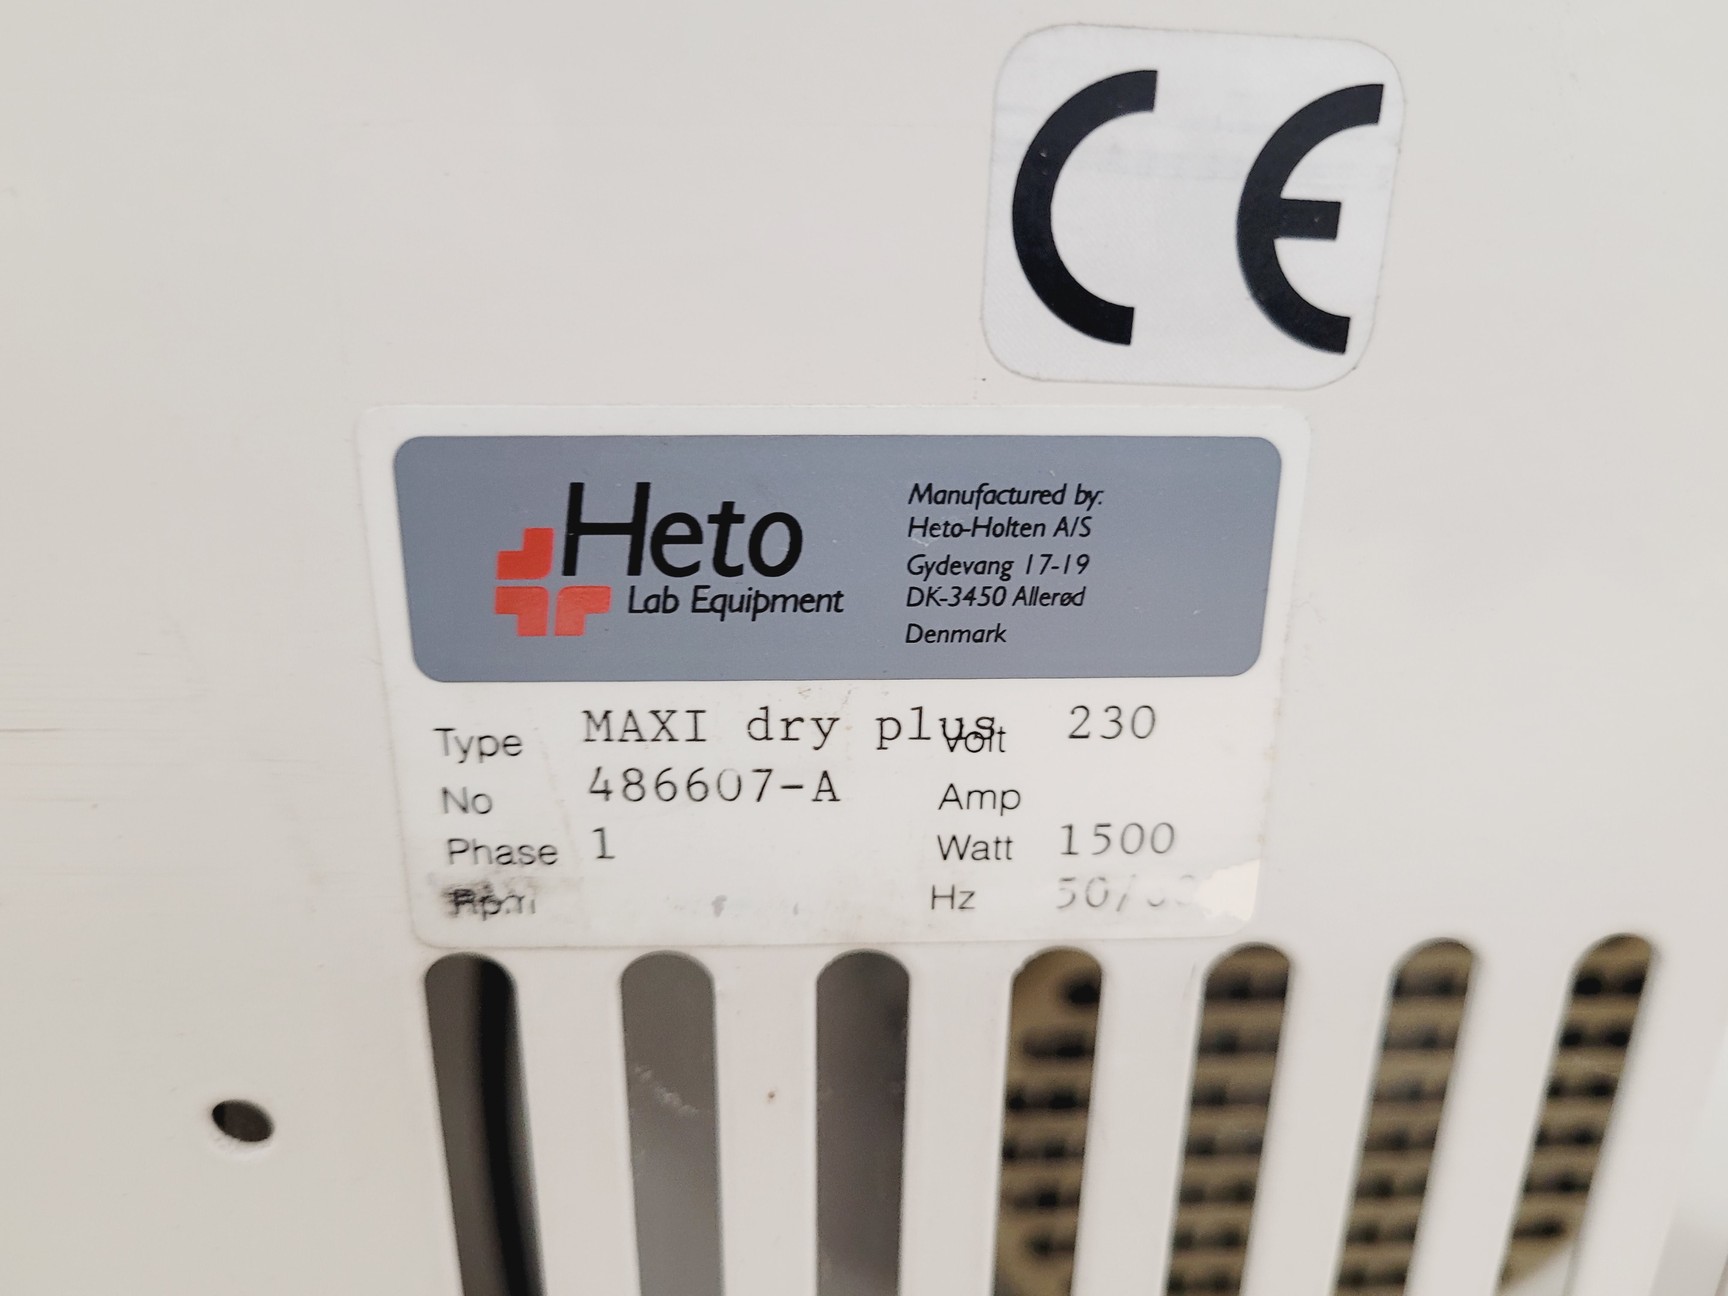 CE
Heto
Lab Equipment
Manufactured by:
Heto-Holten A/S
Gydevang 17-19
DK-3450 Allerød
Denmark
Type MAXI dry plus Volt 230
No 486607-A Amp
Phase 1 Watt 1500
Hz